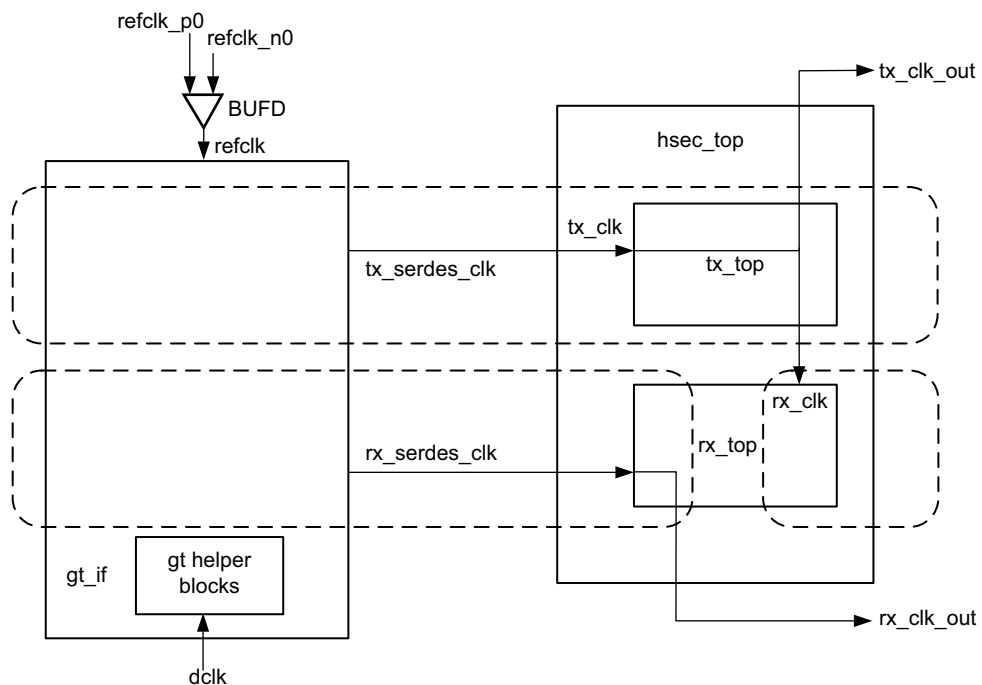 refclk_p0
refclk_n0
BUFD
refclk
tx_clk_out
hsec_top
tx_clk
tx_serdes_clk
tx_top
rx_clk
rx_serdes_clk
rx_top
gt_if
gt helper
blocks
rx_clk_out
dclk